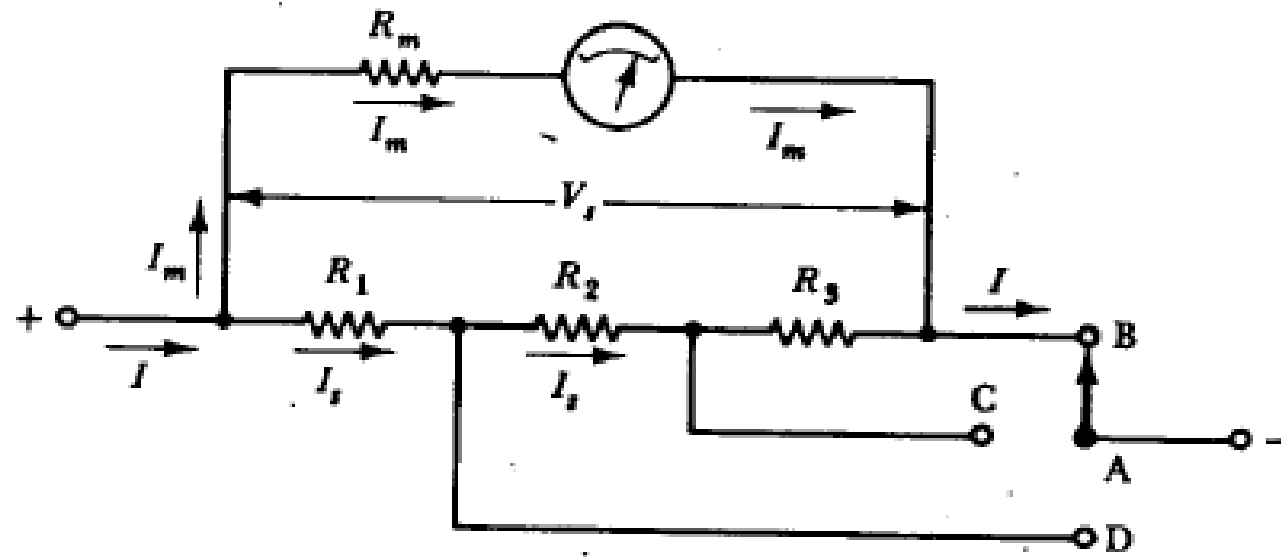 R_m
I_m I_m
V_s
I_m R_1 R_2 R_3 I
+ B
I I_s I_s
C
A −
D